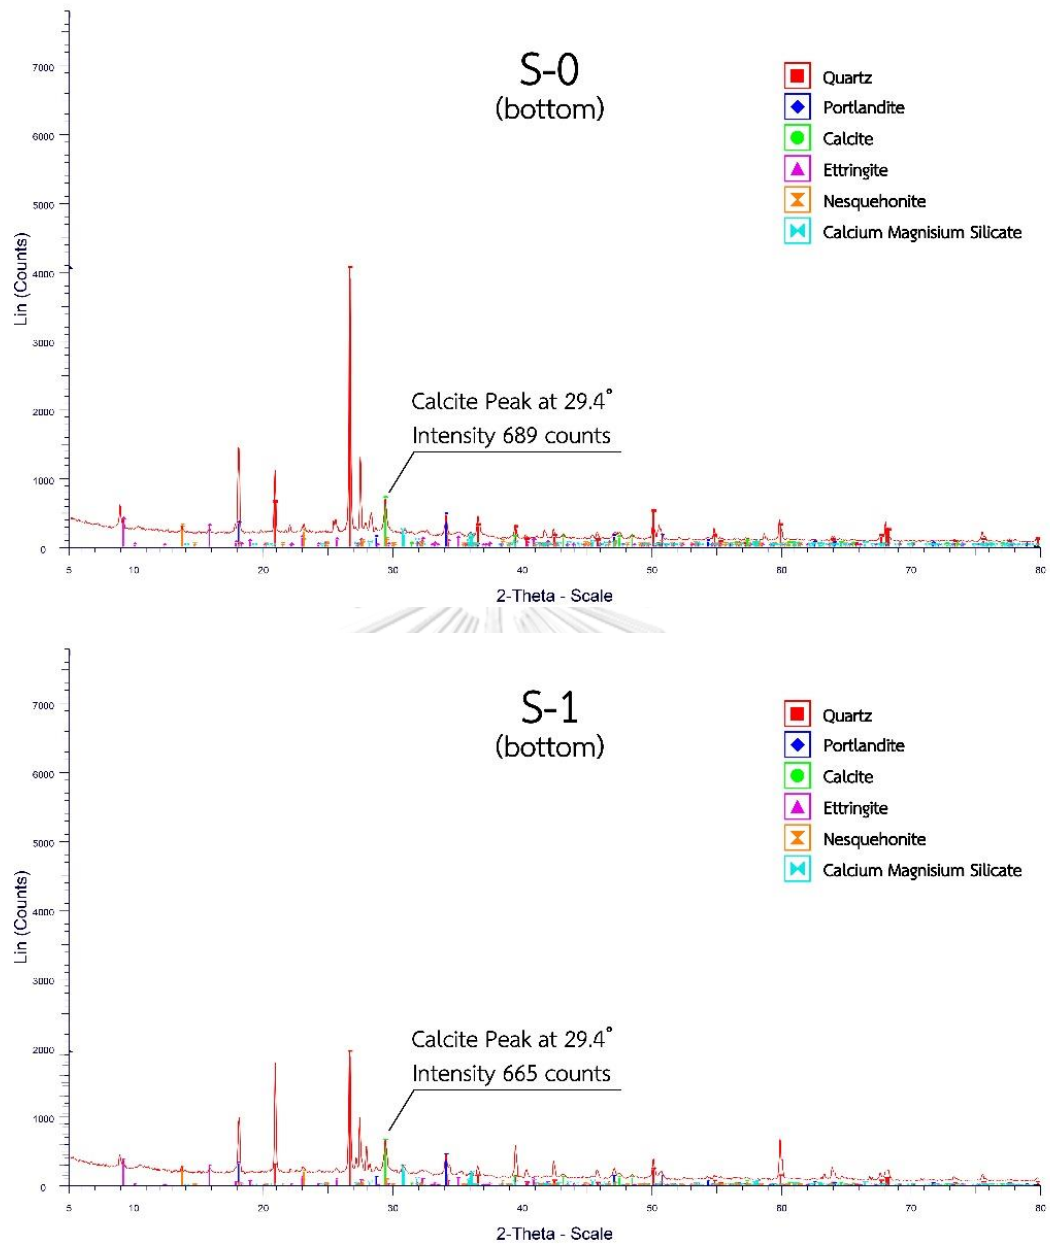 S-0
(bottom)
Quartz
Portlandite
Calcite
Ettringite
Nesquehonite
Calcium Magnisium Silicate
Lin (Counts)
7000
6000
5000
4000
3000
2000
1000
0
Calcite Peak at 29.4°
Intensity 689 counts
5 10 20 30 40 50 60 70 80
2-Theta - Scale
S-1
(bottom)
Quartz
Portlandite
Calcite
Ettringite
Nesquehonite
Calcium Magnisium Silicate
Lin (Counts)
7000
6000
5000
4000
3000
2000
1000
0
Calcite Peak at 29.4°
Intensity 665 counts
5 10 20 30 40 50 60 70 80
2-Theta - Scale